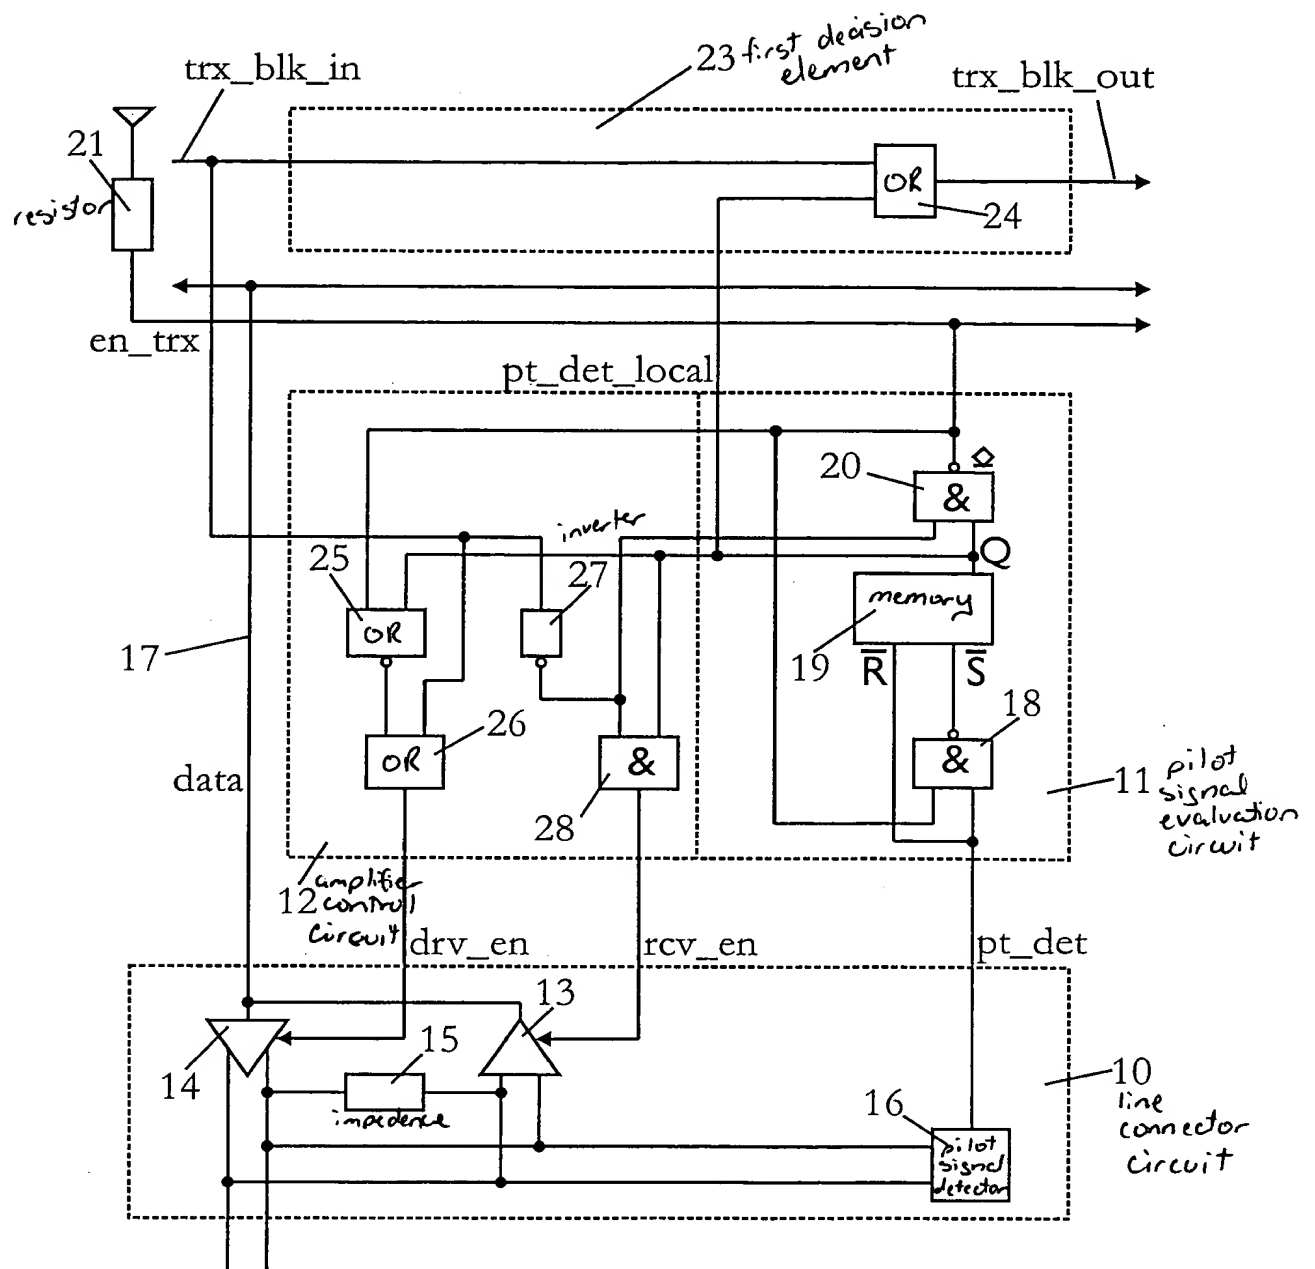 23 first decision
element
trx_blk_in
trx_blk_out
21
resistor
OR
24
en_trx
pt_det_local
20
&
inverter
Q
25
27
OR
memory
19
R
S
17
18
26
OR
&
&
data
28
11 pilot
signal
evaluation
circuit
12 amplifier
control
circuit
drv_en
rcv_en
pt_det
13
14
15
impedence
16
pilot
signal
detector
10
line
connector
circuit